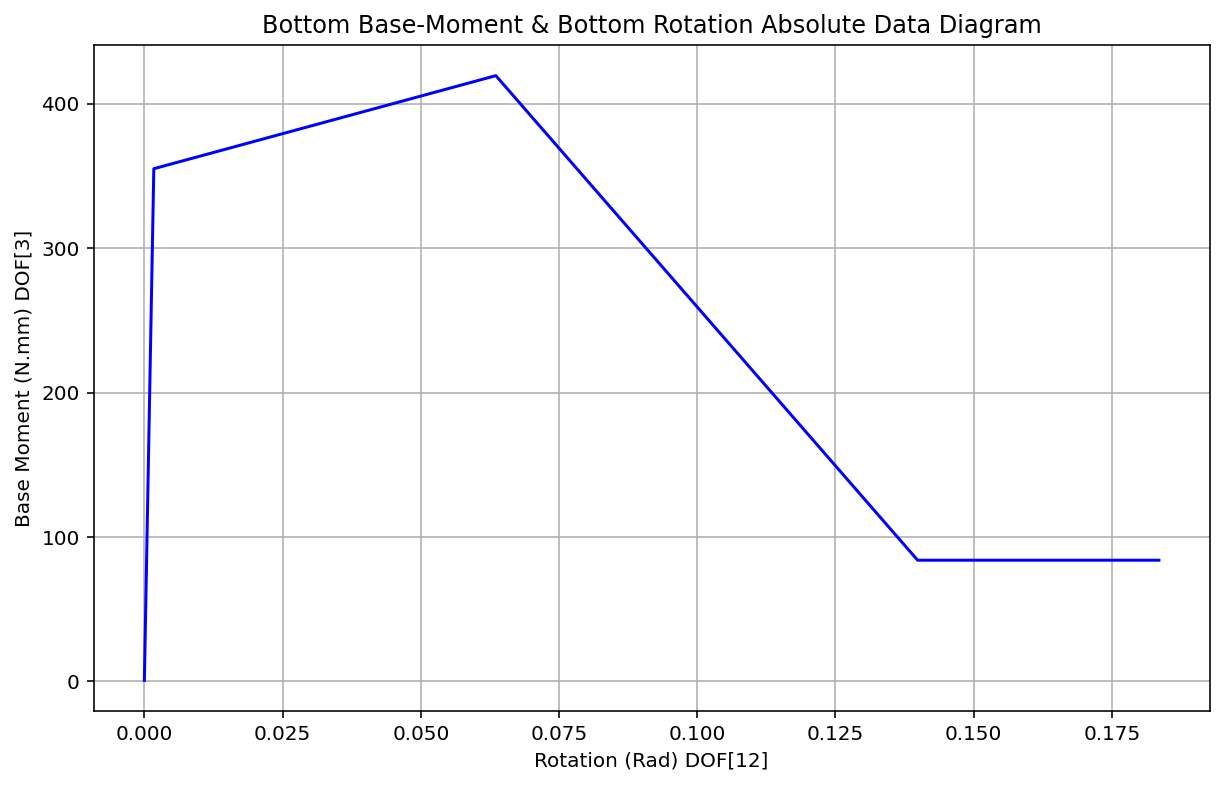 Bottom Base-Moment & Bottom Rotation Absolute Data Diagram
Base Moment (N.mm) DOF[3]
400
300
200
100
0
0.000 0.025 0.050 0.075 0.100 0.125 0.150 0.175
Rotation (Rad) DOF[12]